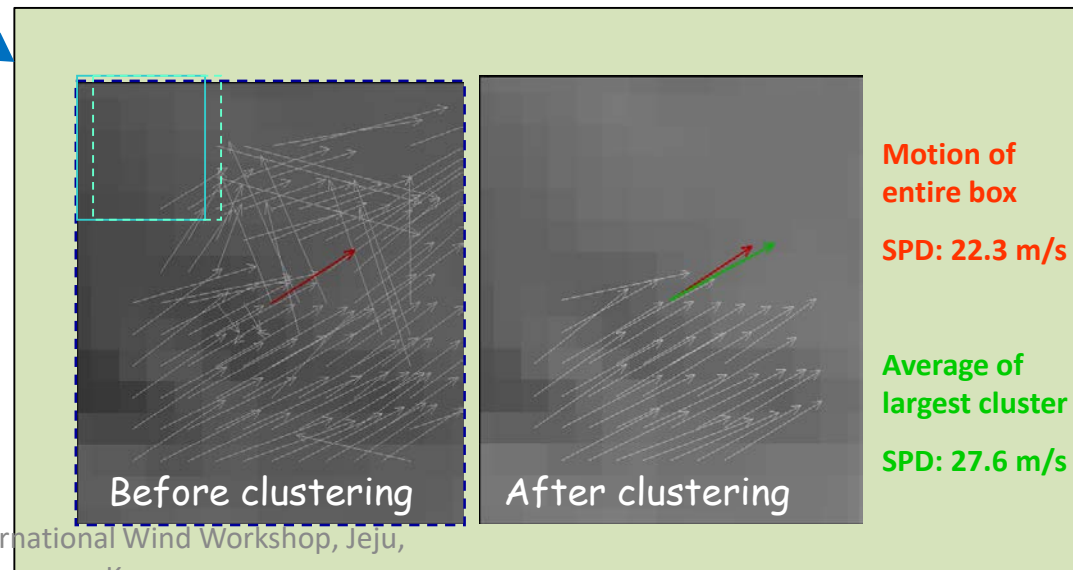 Motion of
entire box
SPD: 22.3 m/s
Average of
largest cluster
SPD: 27.6 m/s
Before clustering
After clustering
Wind Workshop, Jeju,